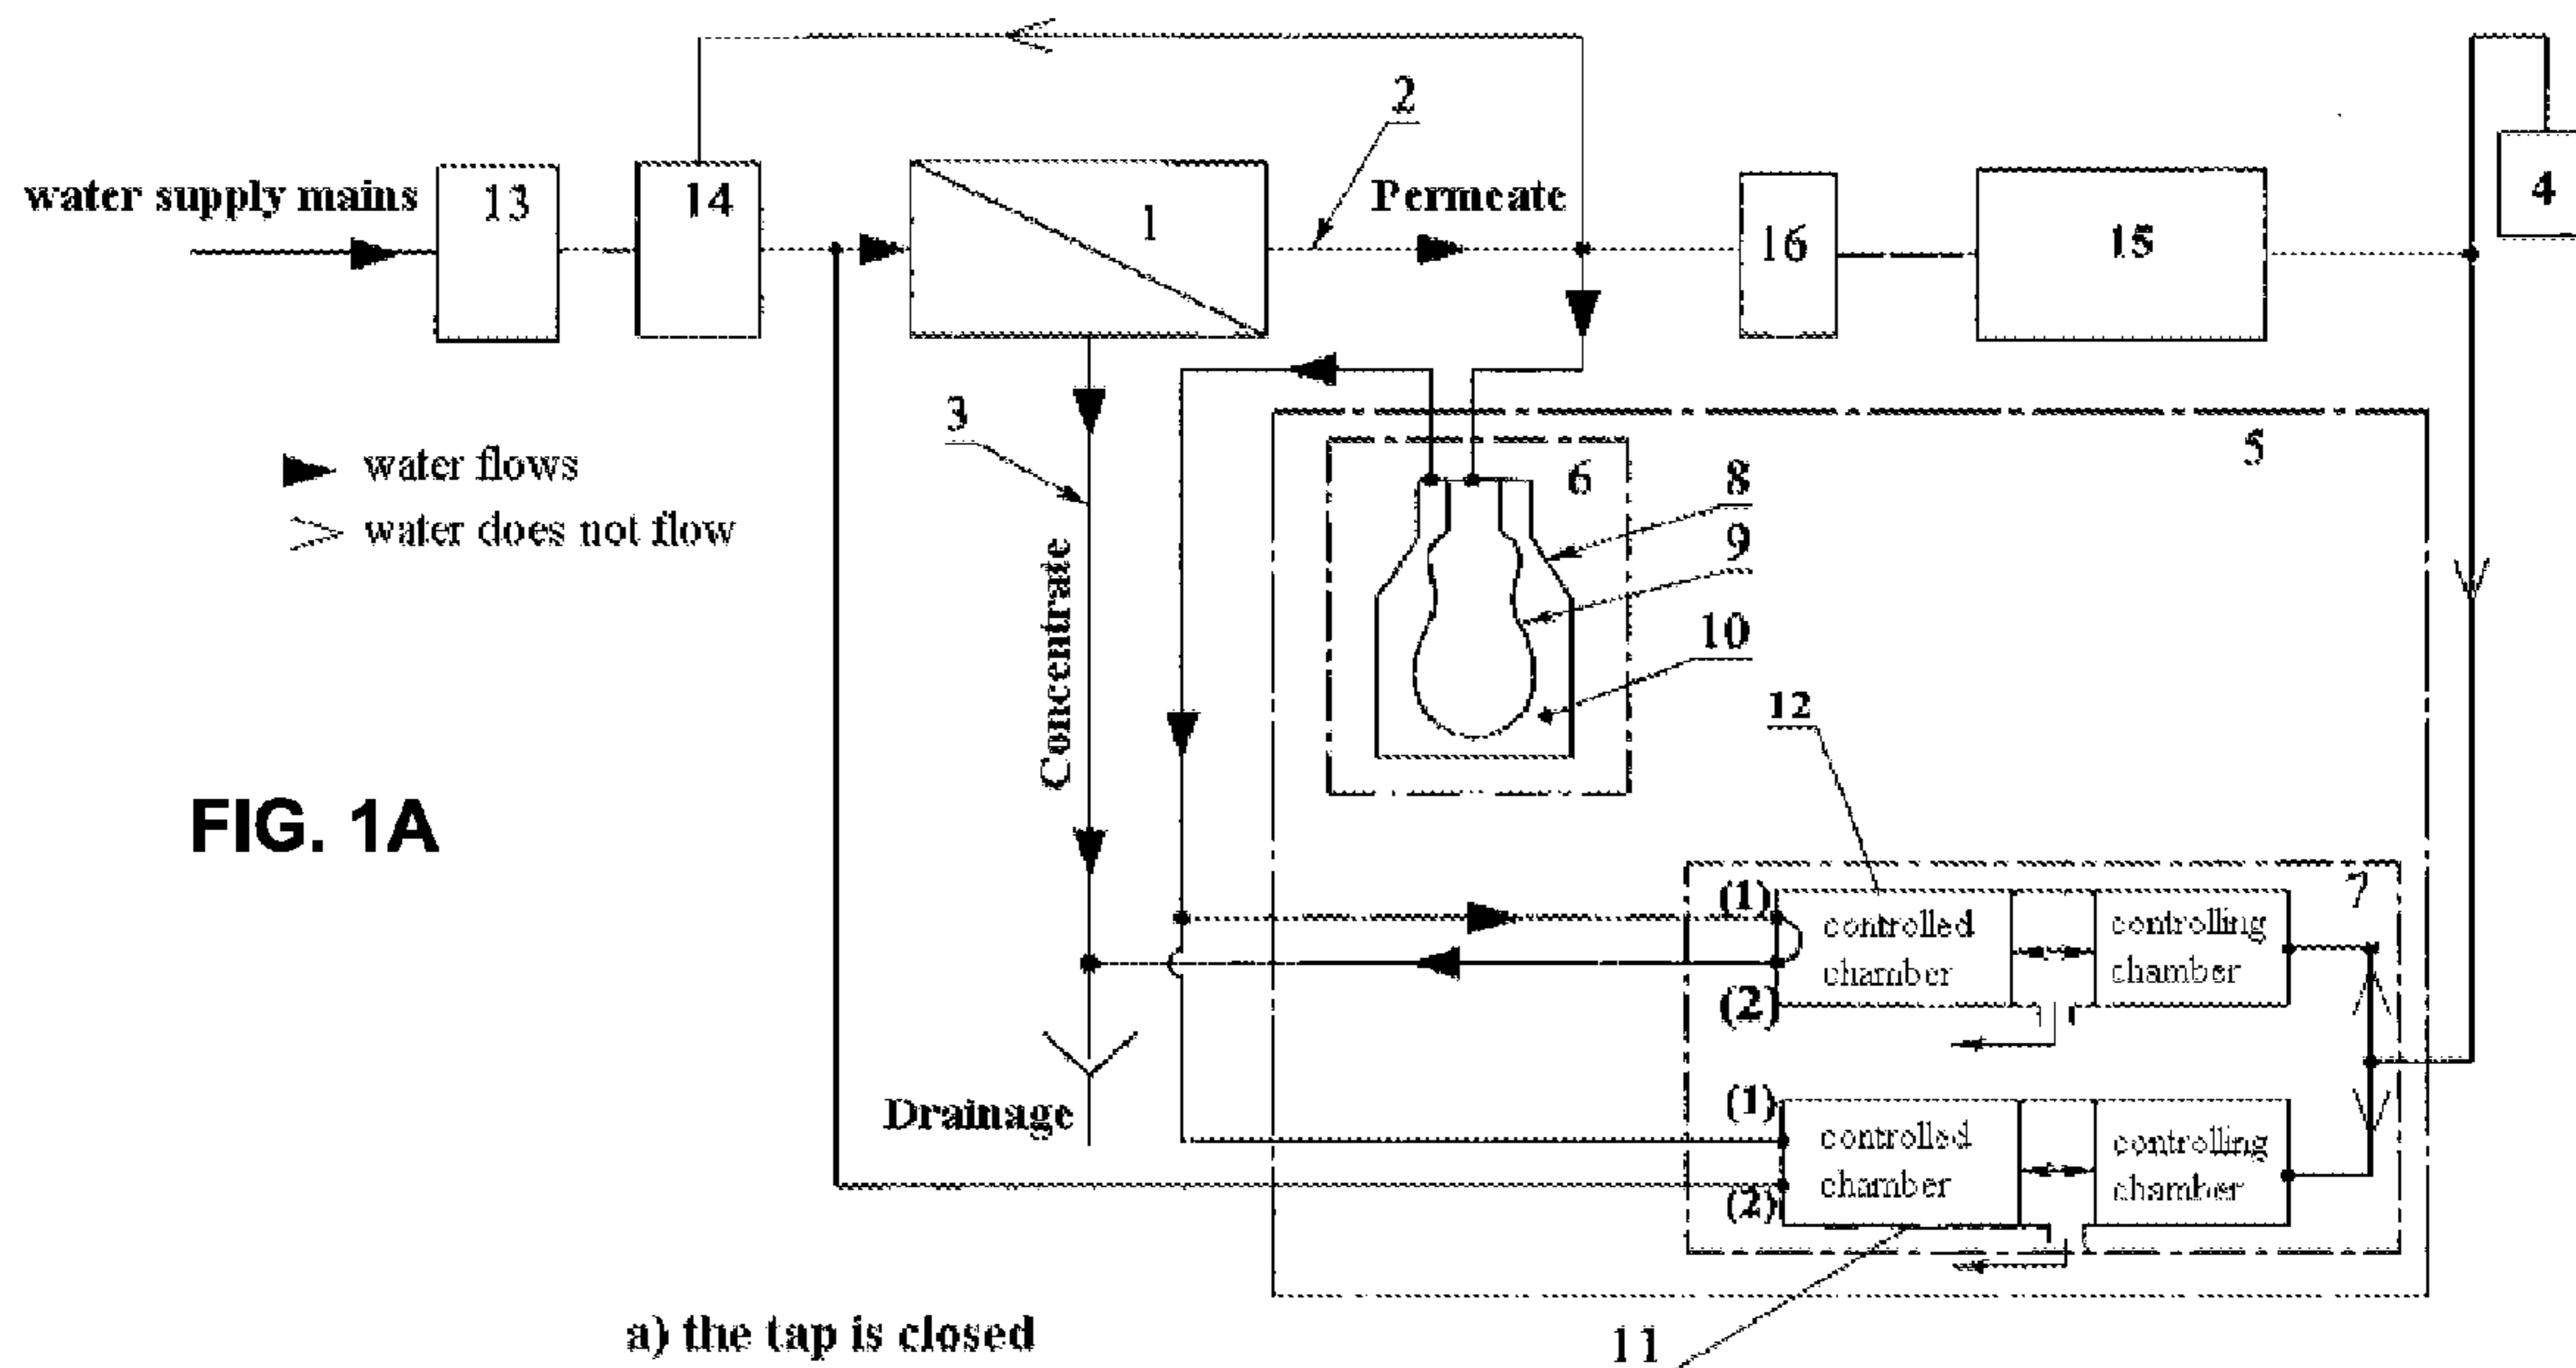 2
water supply mains
13
14
1
Permeate
16
15
4
3
5
water flows
6
8
water does not flow
9
Concentrate
10
12
FIG. 1A
7
(1)
controlled
chamber
controlling
chamber
(2)
Drainage
(1)
controlled
chamber
controlling
chamber
(2)
a) the tap is closed
11